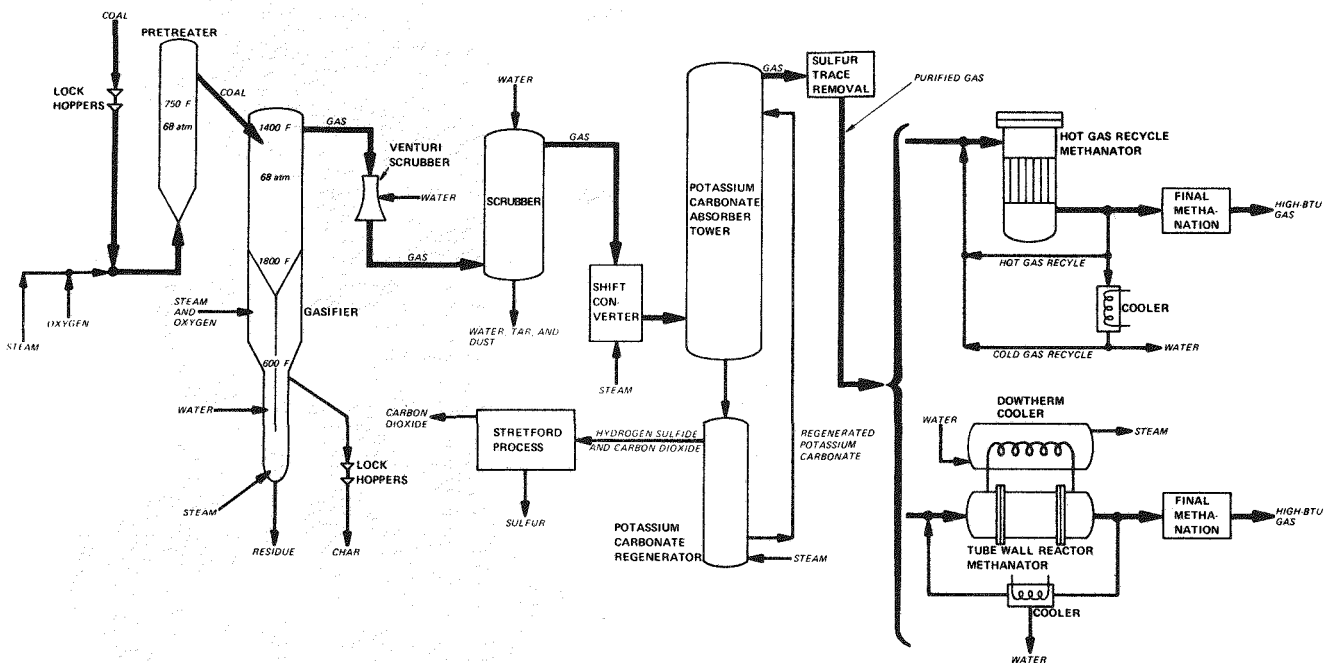 COAL
PRETREATER
LOCK
HOPPERS
750 F
68 atm
COAL
STEAM
OXYGEN
1400 F
68 atm
1800 F
600 F
GASIFIER
STEAM
AND
OXYGEN
WATER
STEAM
RESIDUE
LOCK
HOPPERS
CHAR
GAS
VENTURI
SCRUBBER
WATER
GAS
WATER
SCRUBBER
WATER, TAR, AND
DUST
GAS
SHIFT
CON-
VERTER
STEAM
POTASSIUM
CARBONATE
ABSORBER
TOWER
GAS
SULFUR
TRACE
REMOVAL
PURIFIED GAS
CARBON
DIOXIDE
STRETFORD
PROCESS
HYDROGEN SULFIDE
AND CARBON DIOXIDE
SULFUR
REGENERATED
POTASSIUM
CARBONATE
POTASSIUM
CARBONATE
REGENERATOR
STEAM
HOT GAS RECYCLE
METHANATOR
FINAL
METHA-
NATION
HIGH-BTU
GAS
HOT GAS RECYLE
COOLER
COLD GAS RECYCLE
WATER
DOWTHERM
COOLER
WATER
STEAM
TUBE WALL REACTOR
METHANATOR
FINAL
METHA-
NATION
HIGH-BTU
GAS
COOLER
WATER